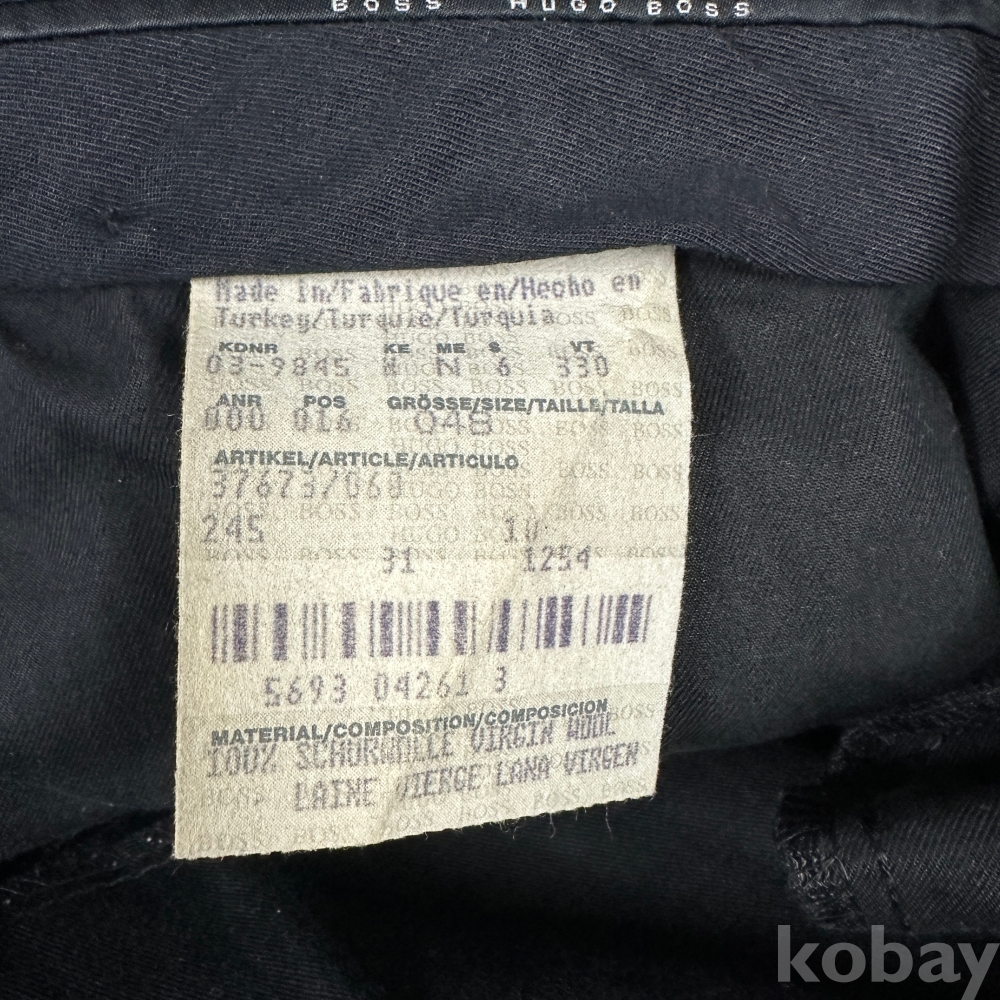 BOSS HUGO BOSS
Made in/Fabrique en/Hecho en
Turkey/Turquie/Turquia
KDNR KE ME S VT
03-9845 N 6 330
ANR POS GRÖSSE/SIZE/TAILLE/TALLA
000 016 048
ARTIKEL/ARTICLE/ARTICULO
37673/068
245 10
31 1254
5693 04261 3
MATERIAL/COMPOSITION/COMPOSICION
100% SCHURWOLLE VIRGIN WOOL
LAINE VIERGE LANA VIRGEN
kobay